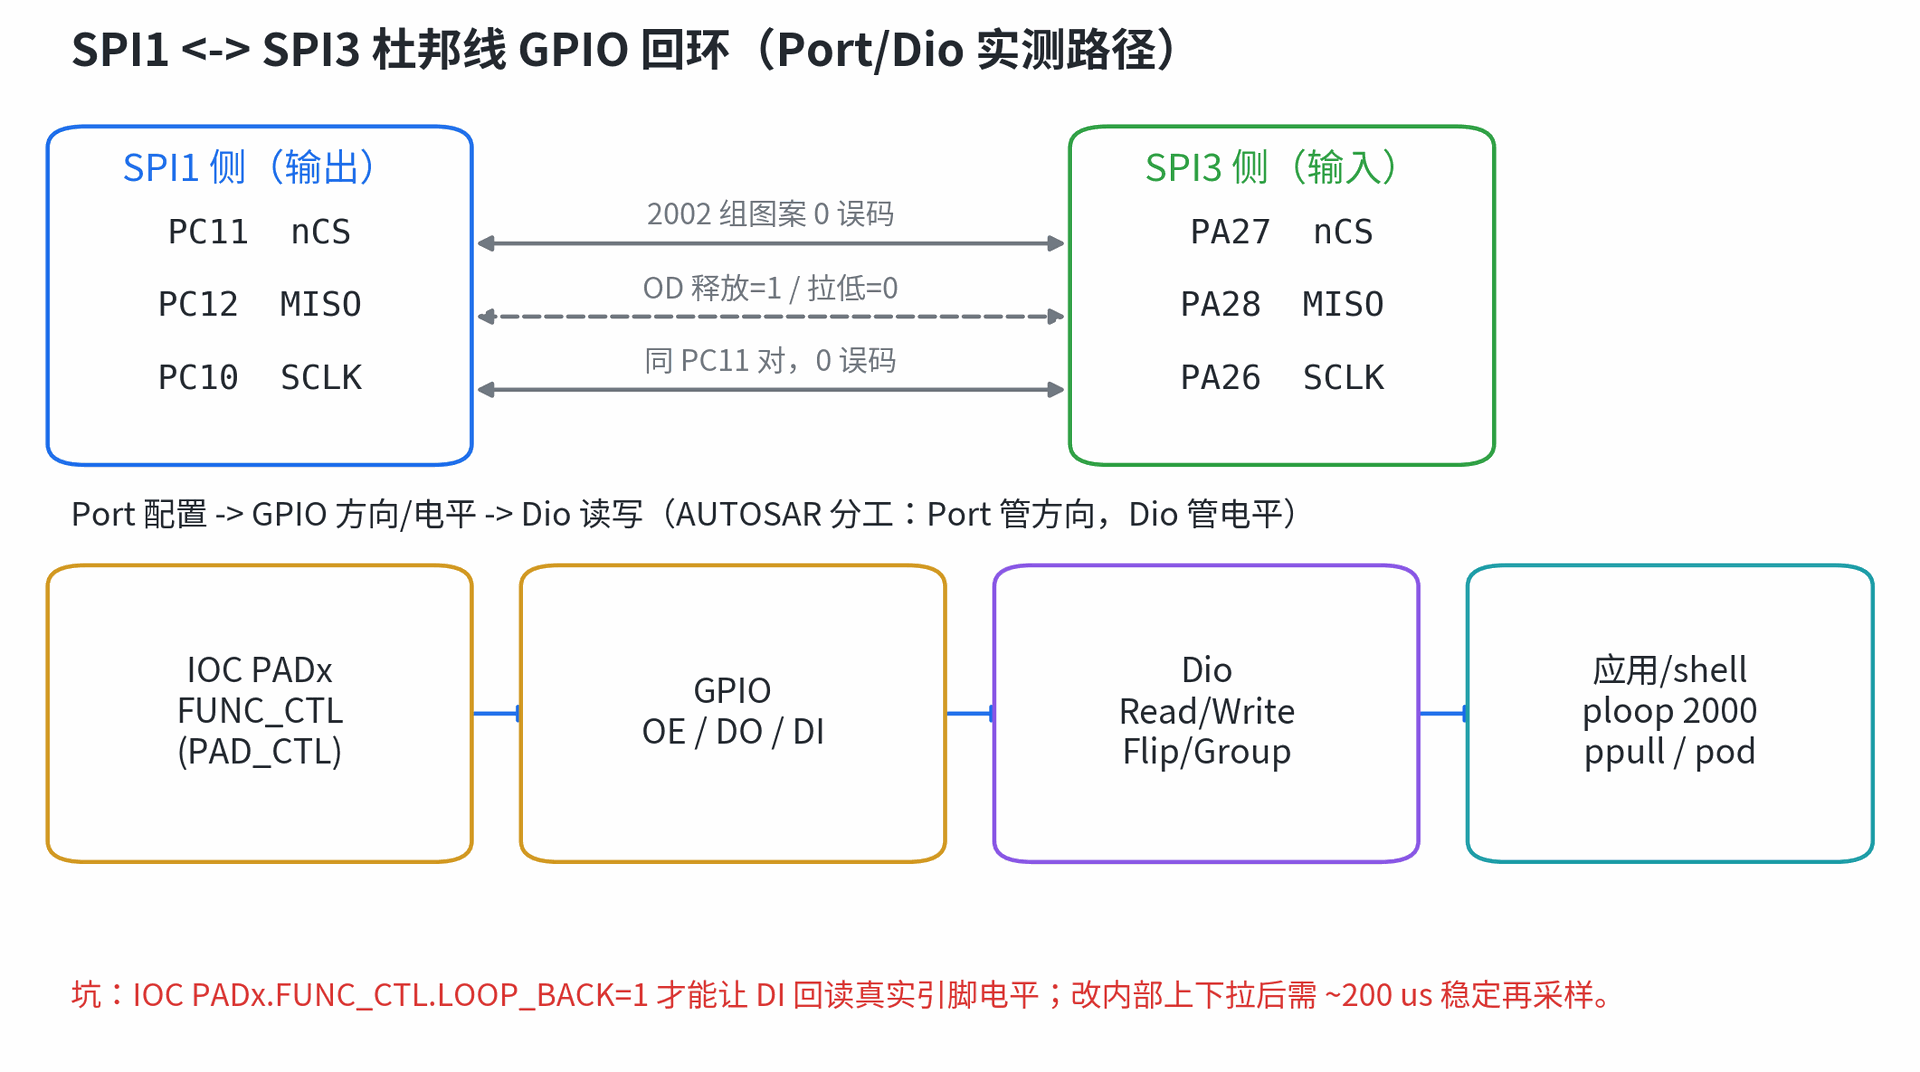 SPI1 <-> SPI3 杜邦线 GPIO 回环（Port/Dio 实测路径）
SPI1 侧（输出）
PC11 nCS
PC12 MISO
PC10 SCLK
2002 组图案 0 误码
OD 释放=1 / 拉低=0
同 PC11 对，0 误码
SPI3 侧（输入）
PA27 nCS
PA28 MISO
PA26 SCLK
Port 配置 -> GPIO 方向/电平 -> Dio 读写（AUTOSAR 分工：Port 管方向，Dio 管电平）
IOC PADx
FUNC_CTL
(PAD_CTL)
GPIO
OE / DO / DI
Dio
Read/Write
Flip/Group
应用/shell
ploop 2000
ppull / pod
坑：IOC PADx.FUNC_CTL.LOOP_BACK=1 才能让 DI 回读真实引脚电平；改内部上下拉后需 ~200 us 稳定再采样。